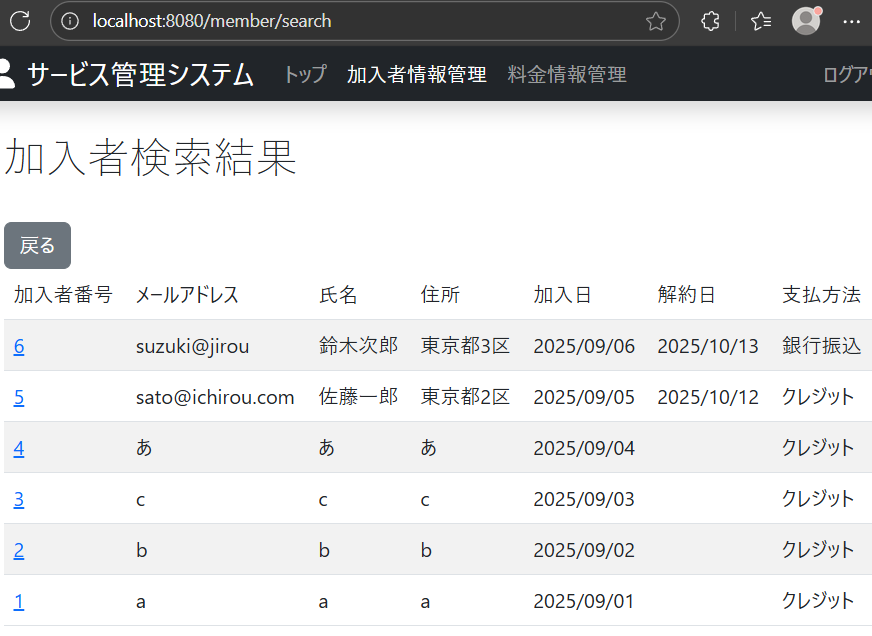 localhost:8080/member/search
サービス管理システム トップ 加入者情報管理 料金情報管理 ログア
加入者検索結果
戻る
加入者番号 メールアドレス 氏名 住所 加入日 解約日 支払方法
6 suzuki@jirou 鈴木次郎 東京都3区 2025/09/06 2025/10/13 銀行振込
5 sato@ichirou.com 佐藤一郎 東京都2区 2025/09/05 2025/10/12 クレジット
4 あ あ あ 2025/09/04 クレジット
3 c c c 2025/09/03 クレジット
2 b b b 2025/09/02 クレジット
1 a a a 2025/09/01 クレジット